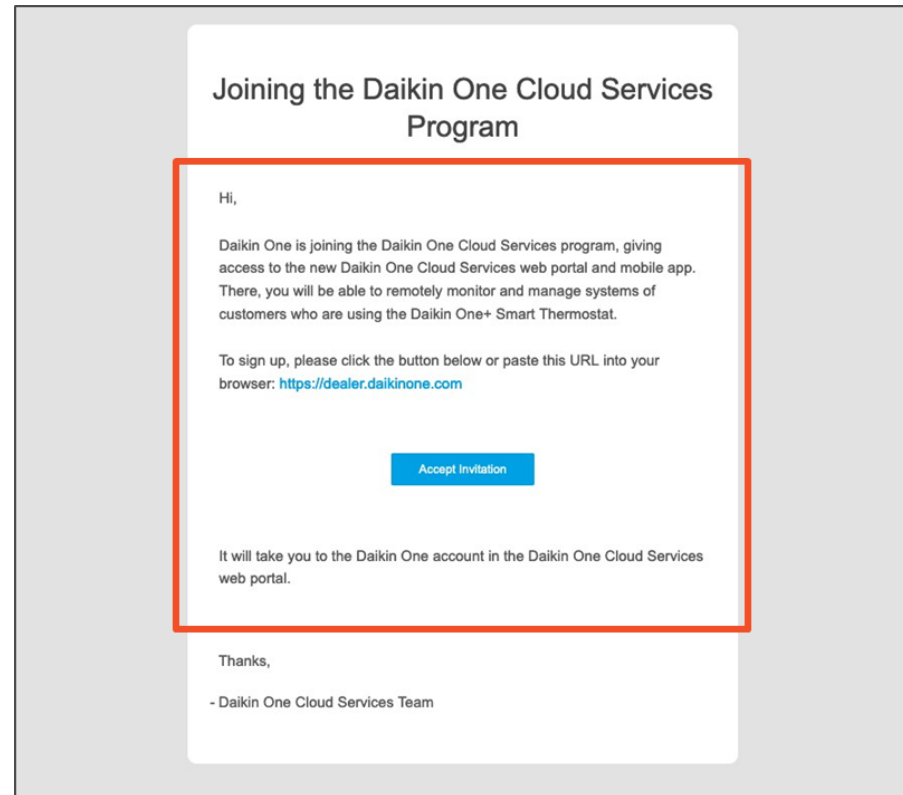 Joining the Daikin One Cloud Services
Program
Hi,
Daikin One is joining the Daikin One Cloud Services program, giving
access to the new Daikin One Cloud Services web portal and mobile app.
There, you will be able to remotely monitor and manage systems of
customers who are using the Daikin One+ Smart Thermostat.
To sign up, please click the button below or paste this URL into your
browser: https://dealer.daikinone.com
Accept Invitation
It will take you to the Daikin One account in the Daikin One Cloud Services
web portal.
Thanks,
- Daikin One Cloud Services Team